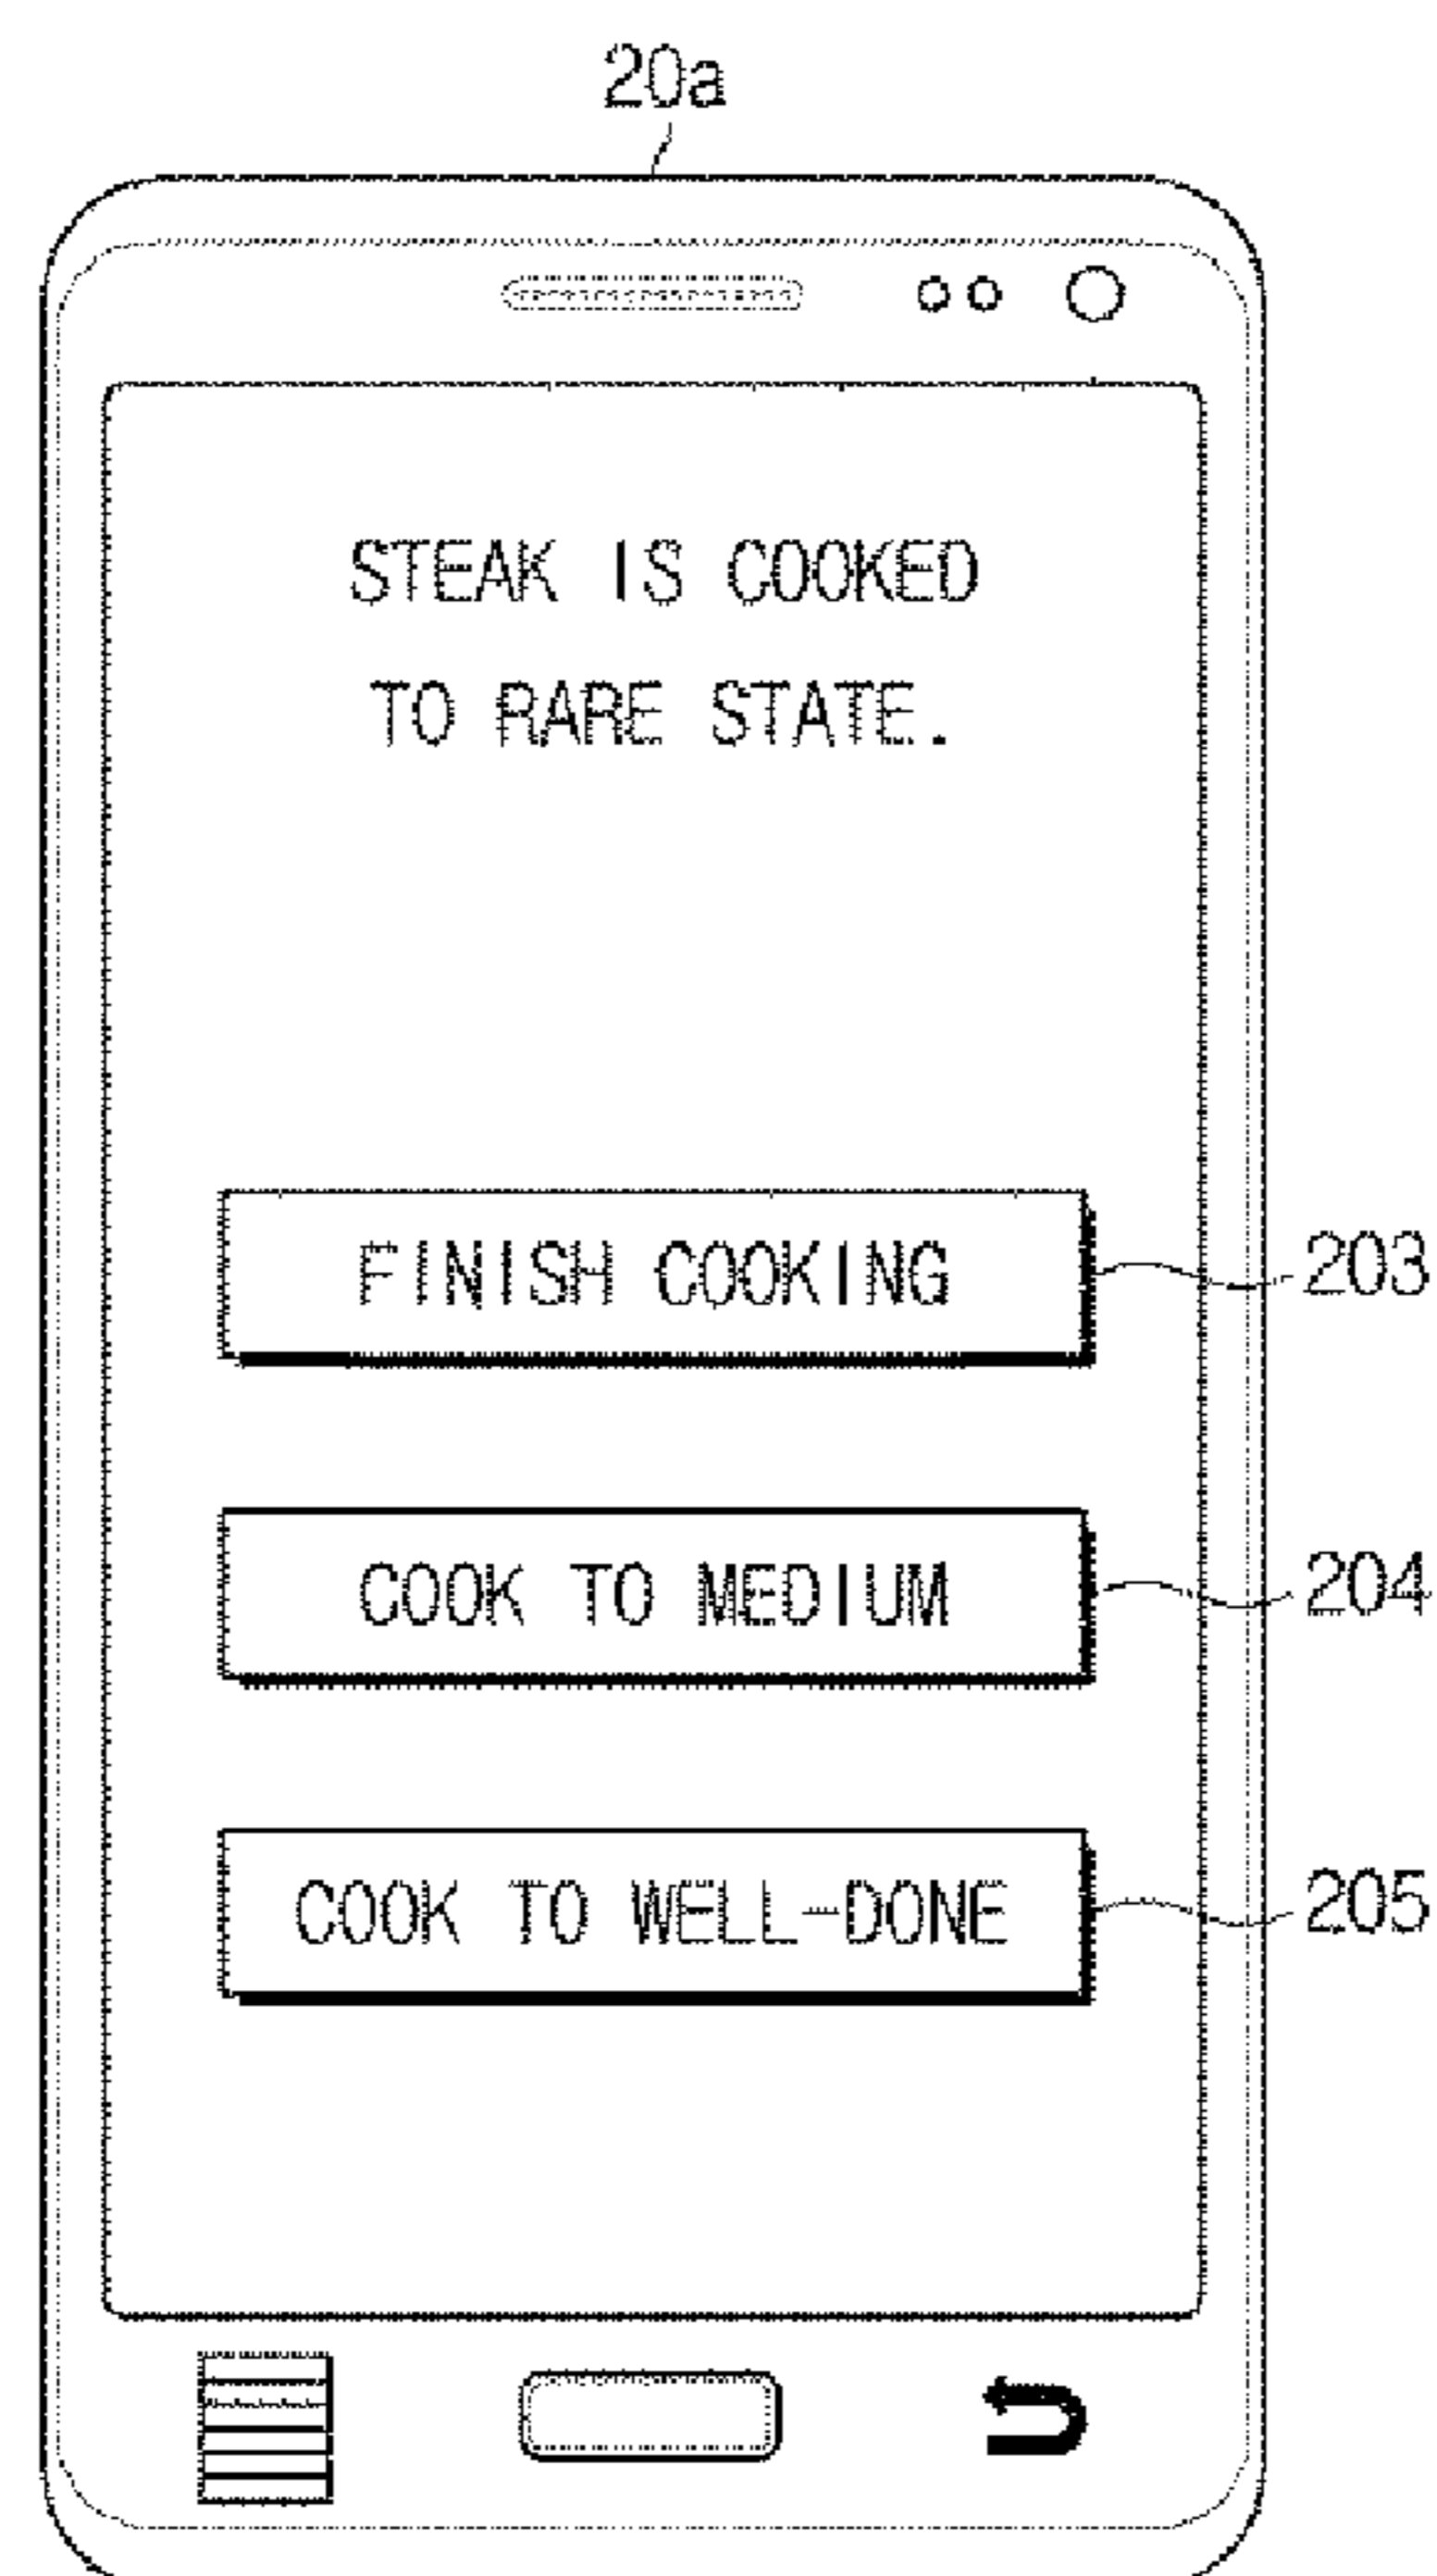 20a
STEAK IS COOKED
TO RARE STATE.
FINISH COOKING
203
COOK TO MEDIUM
204
COOK TO WELL-DONE
205